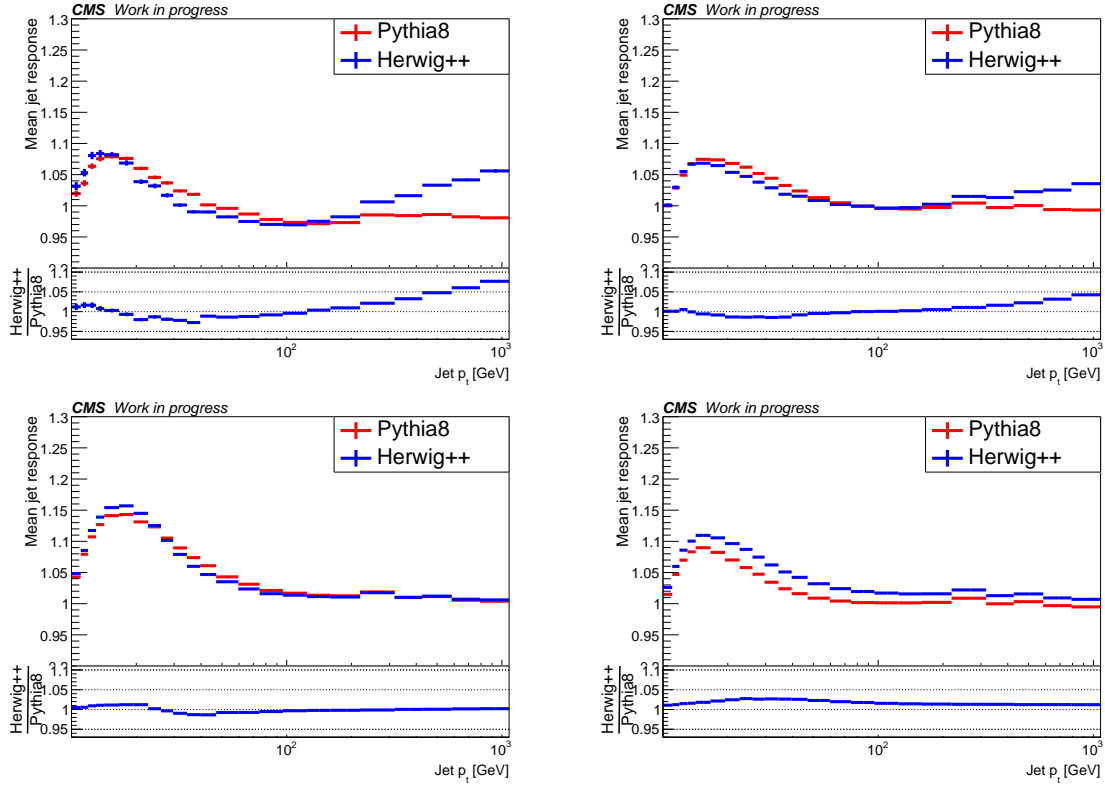 CMS Work in progress
Mean jet response
1.3
1.25
1.2
1.15
1.1
1.05
1
0.95
Pythia8
Herwig++
Herwig++
Pythia8
1.1
1.05
1
0.95
10²
10³
Jet pₜ [GeV]
CMS Work in progress
Mean jet response
1.3
1.25
1.2
1.15
1.1
1.05
1
0.95
Pythia8
Herwig++
Herwig++
Pythia8
1.1
1.05
1
0.95
10²
10³
Jet pₜ [GeV]
CMS Work in progress
Mean jet response
1.3
1.25
1.2
1.15
1.1
1.05
1
0.95
Pythia8
Herwig++
Herwig++
Pythia8
1.1
1.05
1
0.95
10²
10³
Jet pₜ [GeV]
CMS Work in progress
Mean jet response
1.3
1.25
1.2
1.15
1.1
1.05
1
0.95
Pythia8
Herwig++
Herwig++
Pythia8
1.1
1.05
1
0.95
10²
10³
Jet pₜ [GeV]